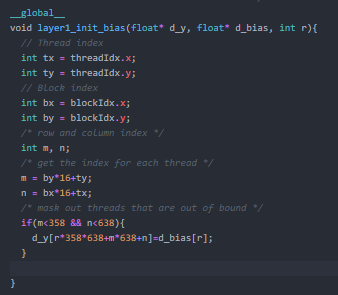 __global__
void layer1_init_bias(float* d_y, float* d_bias, int r){
  // Thread index
  int tx = threadIdx.x;
  int ty = threadIdx.y;
  // Block index
  int bx = blockIdx.x;
  int by = blockIdx.y;
  /* row and column index */
  int m, n;
  /* get the index for each thread */
  m = by*16+ty;
  n = bx*16+tx;
  /* mask out threads that are out of bound */
  if(m<358 && n<638){
    d_y[r*358*638+m*638+n]=d_bias[r];
  }
}